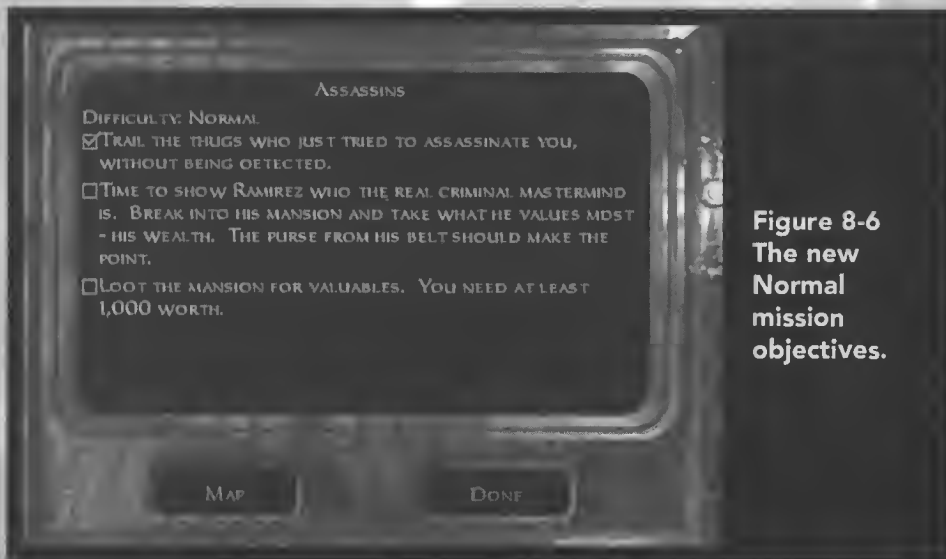 ASSASSINS
DIFFICULTY: NORMAL
TRAIL THE THUGS WHO JUST TRIED TO ASSASSINATE YOU,
WITHOUT BEING DETECTED.
TIME TO SHOW RAMIREZ WHO THE REAL CRIMINAL MASTERMIND
IS. BREAK INTO HIS MANSION AND TAKE WHAT HE VALUES MOST
- HIS WEALTH. THE PURSE FROM HIS BELT SHOULD MAKE THE
POINT.
LOOT THE MANSION FOR VALUABLES. YOU NEED AT LEAST
1,000 WORTH.
MAP
DONE
Figure 8-6
The new
Normal
mission
objectives.